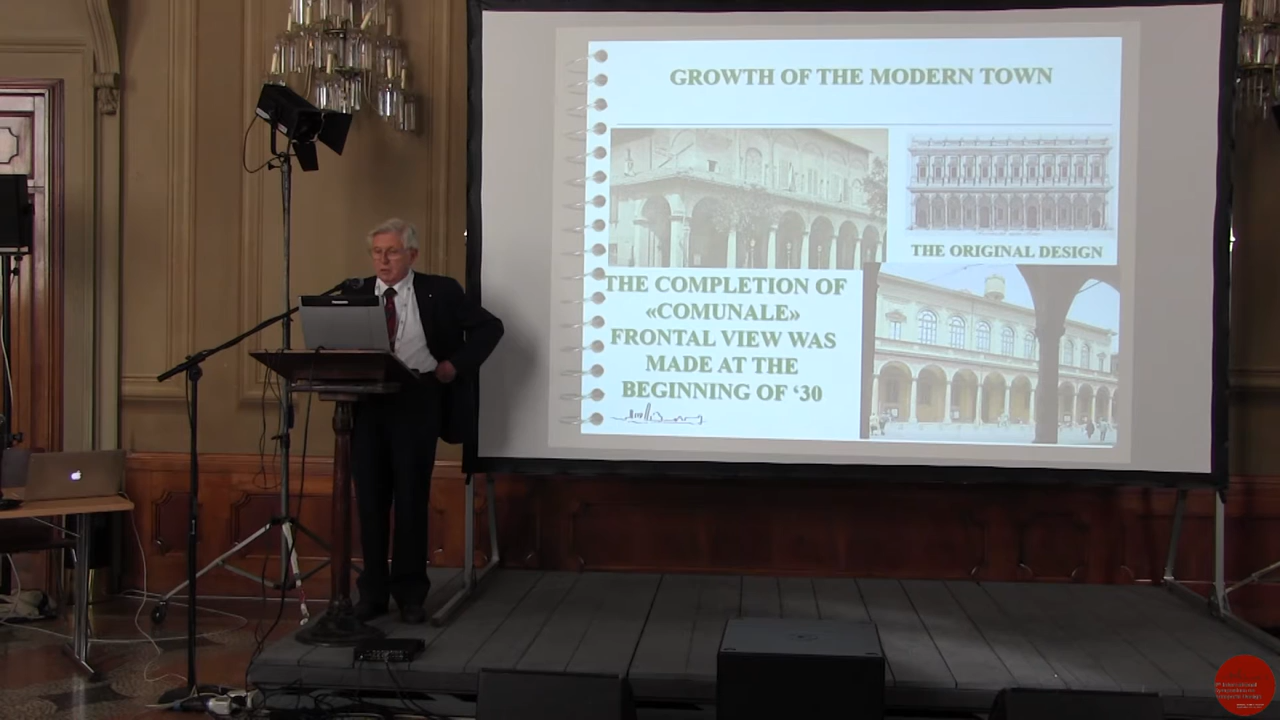 GROWTH OF THE MODERN TOWN
THE ORIGINAL DESIGN
THE COMPLETION OF
«COMUNALE»
FRONTAL VIEW WAS
MADE AT THE
BEGINNING OF ‘30
International